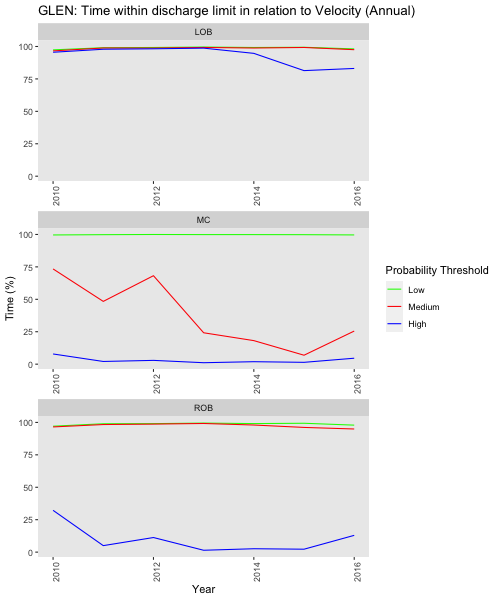 GLEN: Time within discharge limit in relation to Velocity (Annual)
LOB
100
75
50
25
0
2010 2012 2014 2016
MC
100
75
50
25
0
2010 2012 2014 2016
ROB
100
75
50
25
0
2010 2012 2014 2016
Time (%)
Year
Probability Threshold
Low
Medium
High